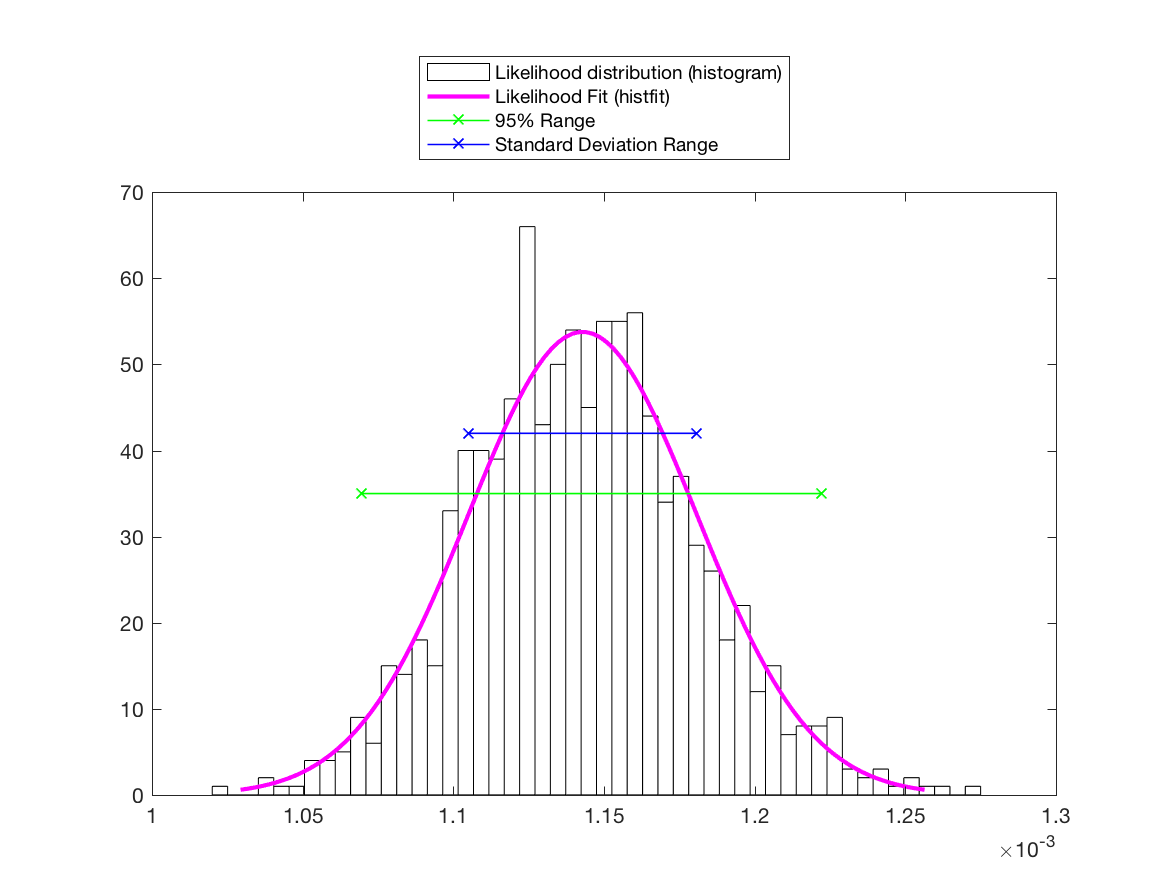 Likelihood distribution (histogram)
Likelihood Fit (histfit)
95% Range
Standard Deviation Range
70
60
50
40
30
20
10
0
1 1.05 1.1 1.15 1.2 1.25 1.3
×10⁻³